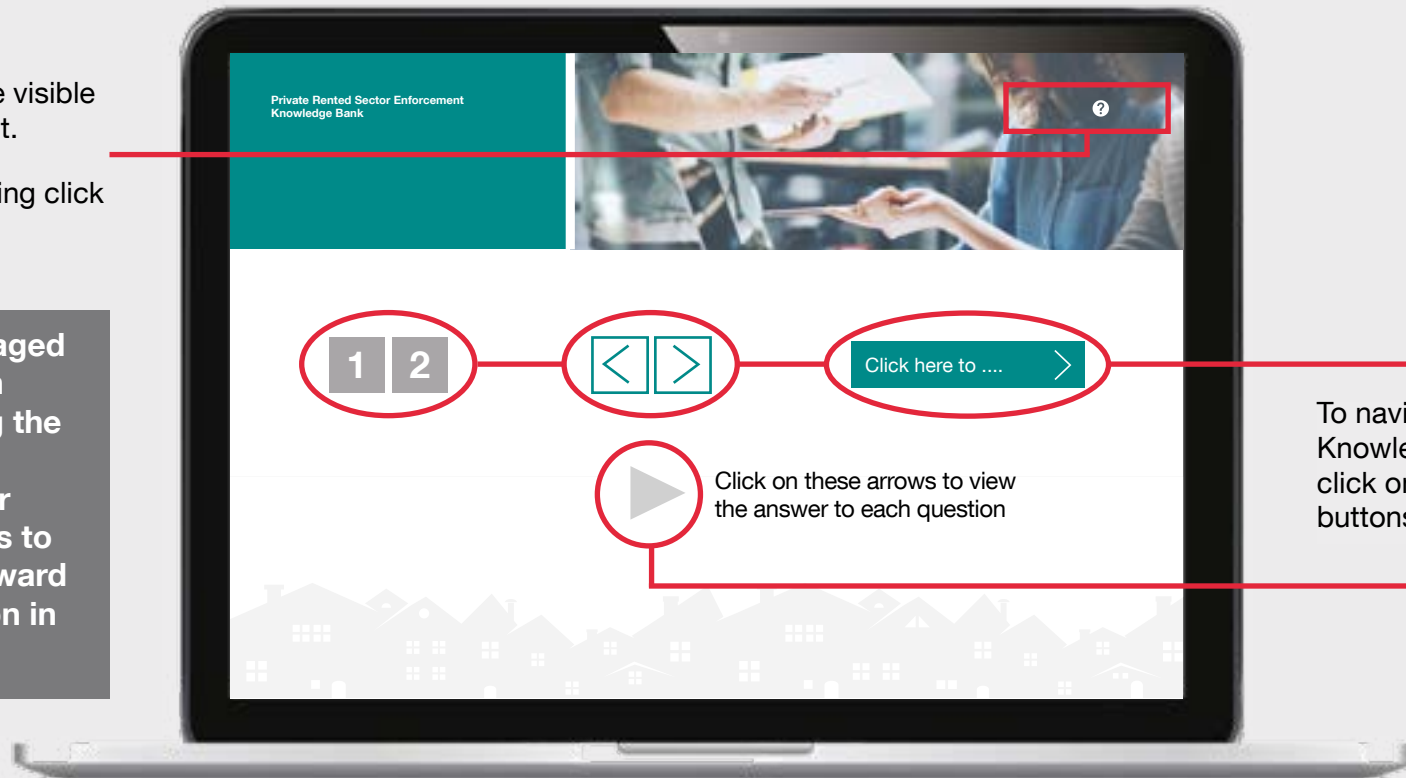 e visible
t.
ing click
aged
n
g the
r
s to
ward
n in
Private Rented Sector Enforcement
Knowledge Bank
?
1 2
< >
Click here to .... >
Click on these arrows to view
the answer to each question
To navi
Knowle
click o
buttons